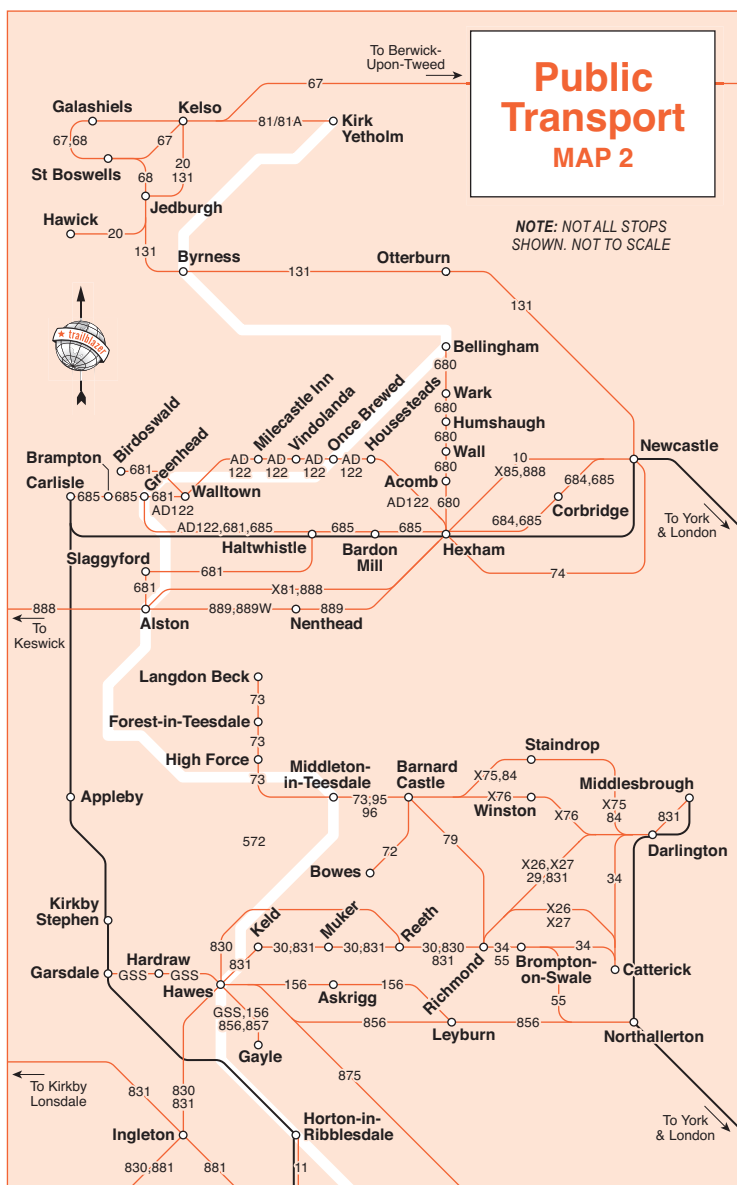 To Berwick-
Upon-Tweed
67
Public
Transport
MAP 2
Galashiels
Kelso
81/81A
Kirk
Yetholm
67,68
67
20
131
St Boswells
68
Jedburgh
Hawick
20
131
NOTE: NOT ALL STOPS
SHOWN. NOT TO SCALE
Byrness
131
Otterburn
131
trailblazer
Bellingham
680
Wark
680
Humshaugh
680
Wall
680
Acomb
680
Milecastle Inn
Vindolanda
Once Brewed
Housesteads
Birdoswald
681
Greenhead
AD
122
AD
122
AD
122
AD
122
10
X85,888
Newcastle
Brampton
Carlisle
685
685
681
AD122
Walltown
AD122
684,685
684,685
Corbridge
To York
& London
AD122,681,685
Haltwhistle
685
Bardon
Mill
685
Hexham
74
Slaggyford
681
681
X81,888
888
To
Keswick
Alston
889,889W
Nenthead
889
Langdon Beck
73
Forest-in-Teesdale
73
High Force
73
Middleton-
in-Teesdale
73,95
96
Barnard
Castle
Staindrop
X75,84
X76
Winston
X76
X75
84
Middlesbrough
831
Darlington
Appleby
572
72
Bowes
79
X26,X27
29,831
34
X26
X27
Kirkby
Stephen
830
831
Keld
30,831
Muker
30,831
Reeth
30,830
831
Richmond
34
55
Brompton-
on-Swale
34
Catterick
55
Garsdale
GSS
Hardraw
GSS
Hawes
156
Askrigg
156
GSS,156
856,857
Gayle
856
Leyburn
856
Northallerton
875
To Kirkby
Lonsdale
831
830
831
Ingleton
830,881
881
Horton-in-
Ribblesdale
11
To York
& London